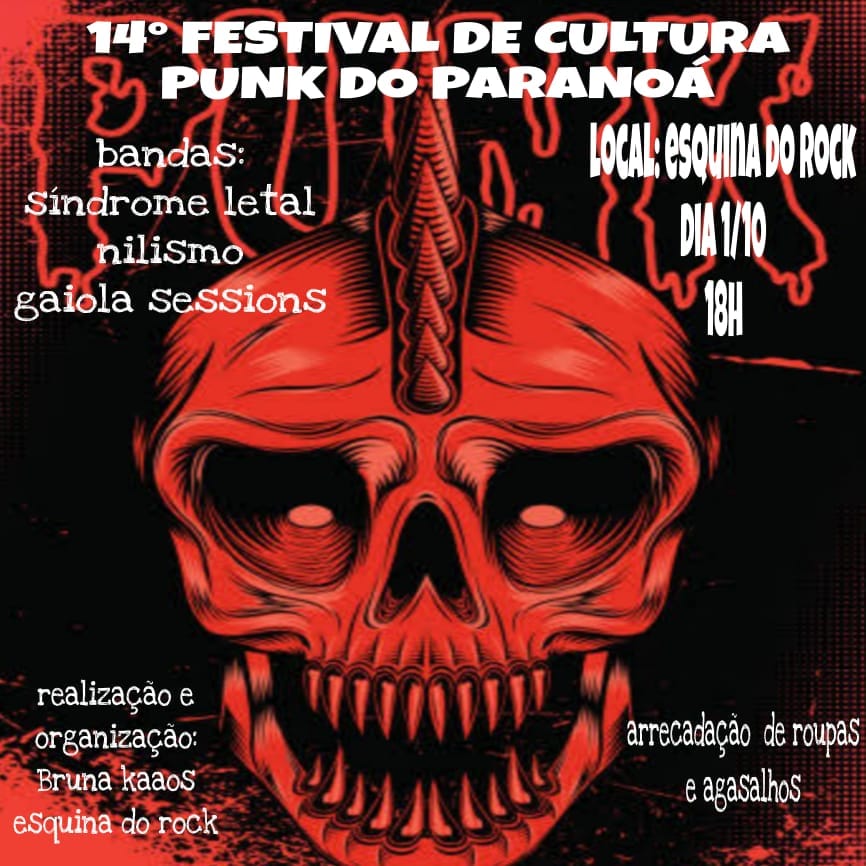 14º FESTIVAL DE CULTURA
PUNK DO PARANOÁ
bandas:
síndrome letal
nilismo
gaiola sessions
LOCAL: esquina DO ROCK
DIA 1/10
18H
realização e
organização:
Bruna kaaos
esquina do rock
arrecadação de roupas
e agasalhos